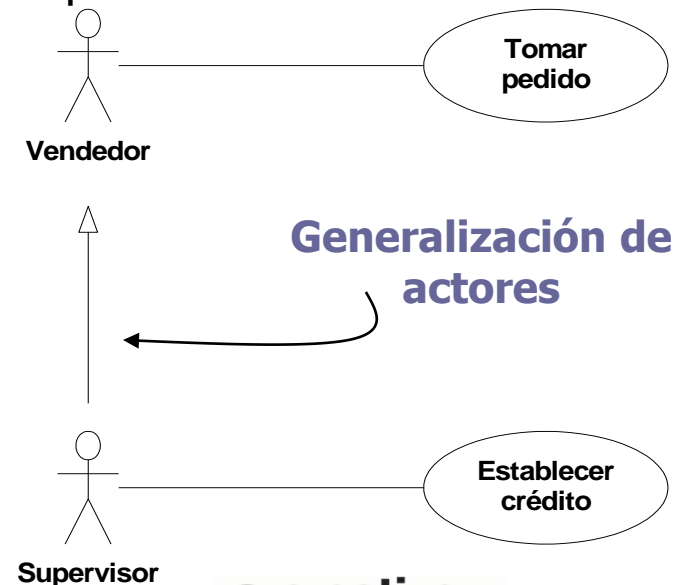 Tomar
pedido
Vendedor
Generalización de
actores
Establecer
crédito
Supervisor